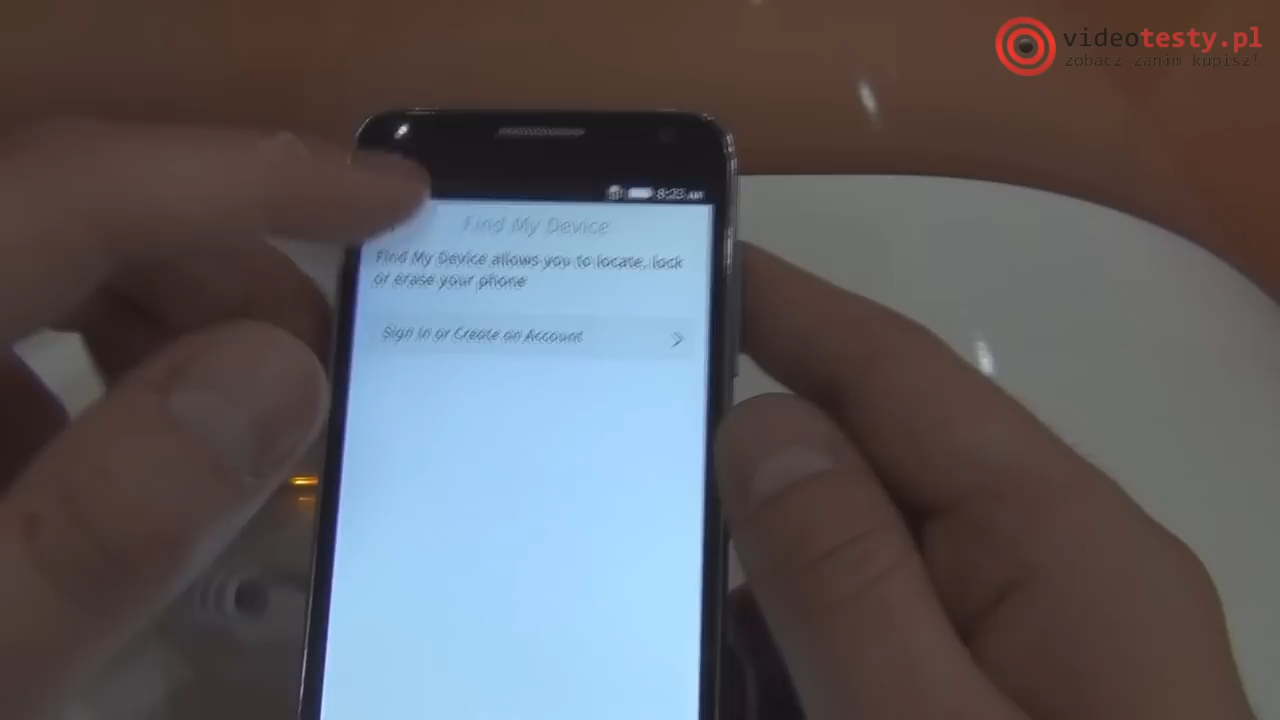 videotesty.pl
zobacz zanim kupisz!
8:23 AM
Find My Device
Find My Device allows you to locate, lock
or erase your phone
Sign In or Create an Account